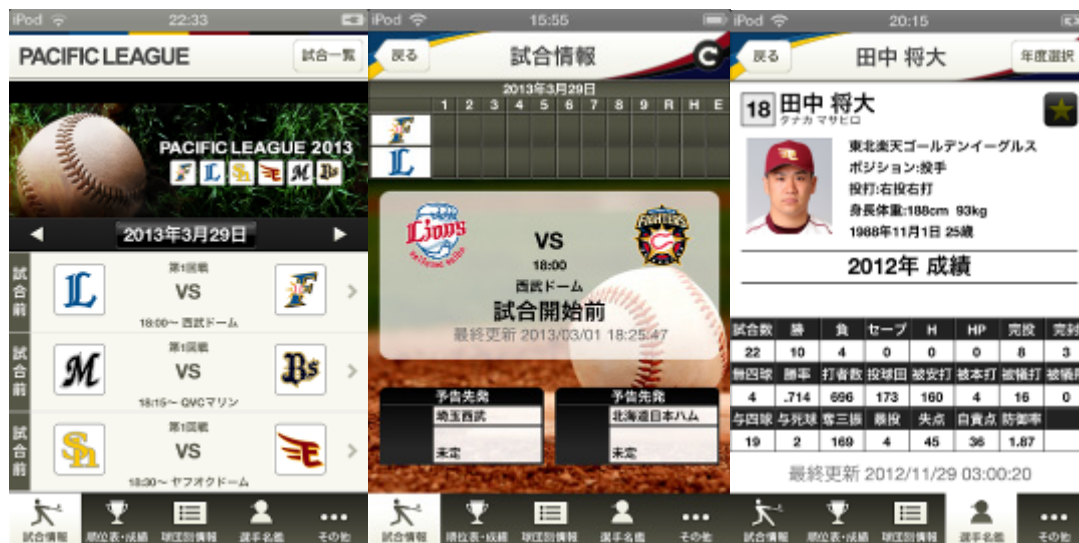 iPod 22:33
PACIFIC LEAGUE 試合一覧
PACIFIC LEAGUE 2013
2013年3月29日
試合前
第1回戦
VS
18:00〜 西武ドーム
試合前
第1回戦
VS
18:15〜 QVCマリン
試合前
第1回戦
VS
18:30〜 ヤフオクドーム
試合情報 順位表・成績 球団別情報 選手名鑑 その他
iPod 15:55
戻る 試合情報
2013年3月29日
1 2 3 4 5 6 7 8 9 R H E
Lions
FIGHTERS
VS
18:00
西武ドーム
試合開始前
最終更新 2013/03/01 18:25:47
予告先発 予告先発
埼玉西武 北海道日本ハム
未定 未定
試合情報 順位表・成績 球団別情報 選手名鑑 その他
iPod 20:15
戻る 田中 将大 年度選択
18 田中 将大
タナカ マサヒロ
東北楽天ゴールデンイーグルス
ポジション:投手
投打:右投右打
身長体重:188cm 93kg
1988年11月1日 25歳
2012年 成績
試合数 勝 負 セーブ H HP 完投 完封
22 10 4 0 0 0 8 3
無四球 勝率 打者数 投球回 被安打 被本打 被犠打
4 .714 696 173 160 4 16 0
与四球 与死球 奪三振 暴投 失点 自責点 防御率
19 2 169 4 45 36 1.87
最終更新 2012/11/29 03:00:20
試合情報 順位表・成績 球団別情報 選手名鑑 その他